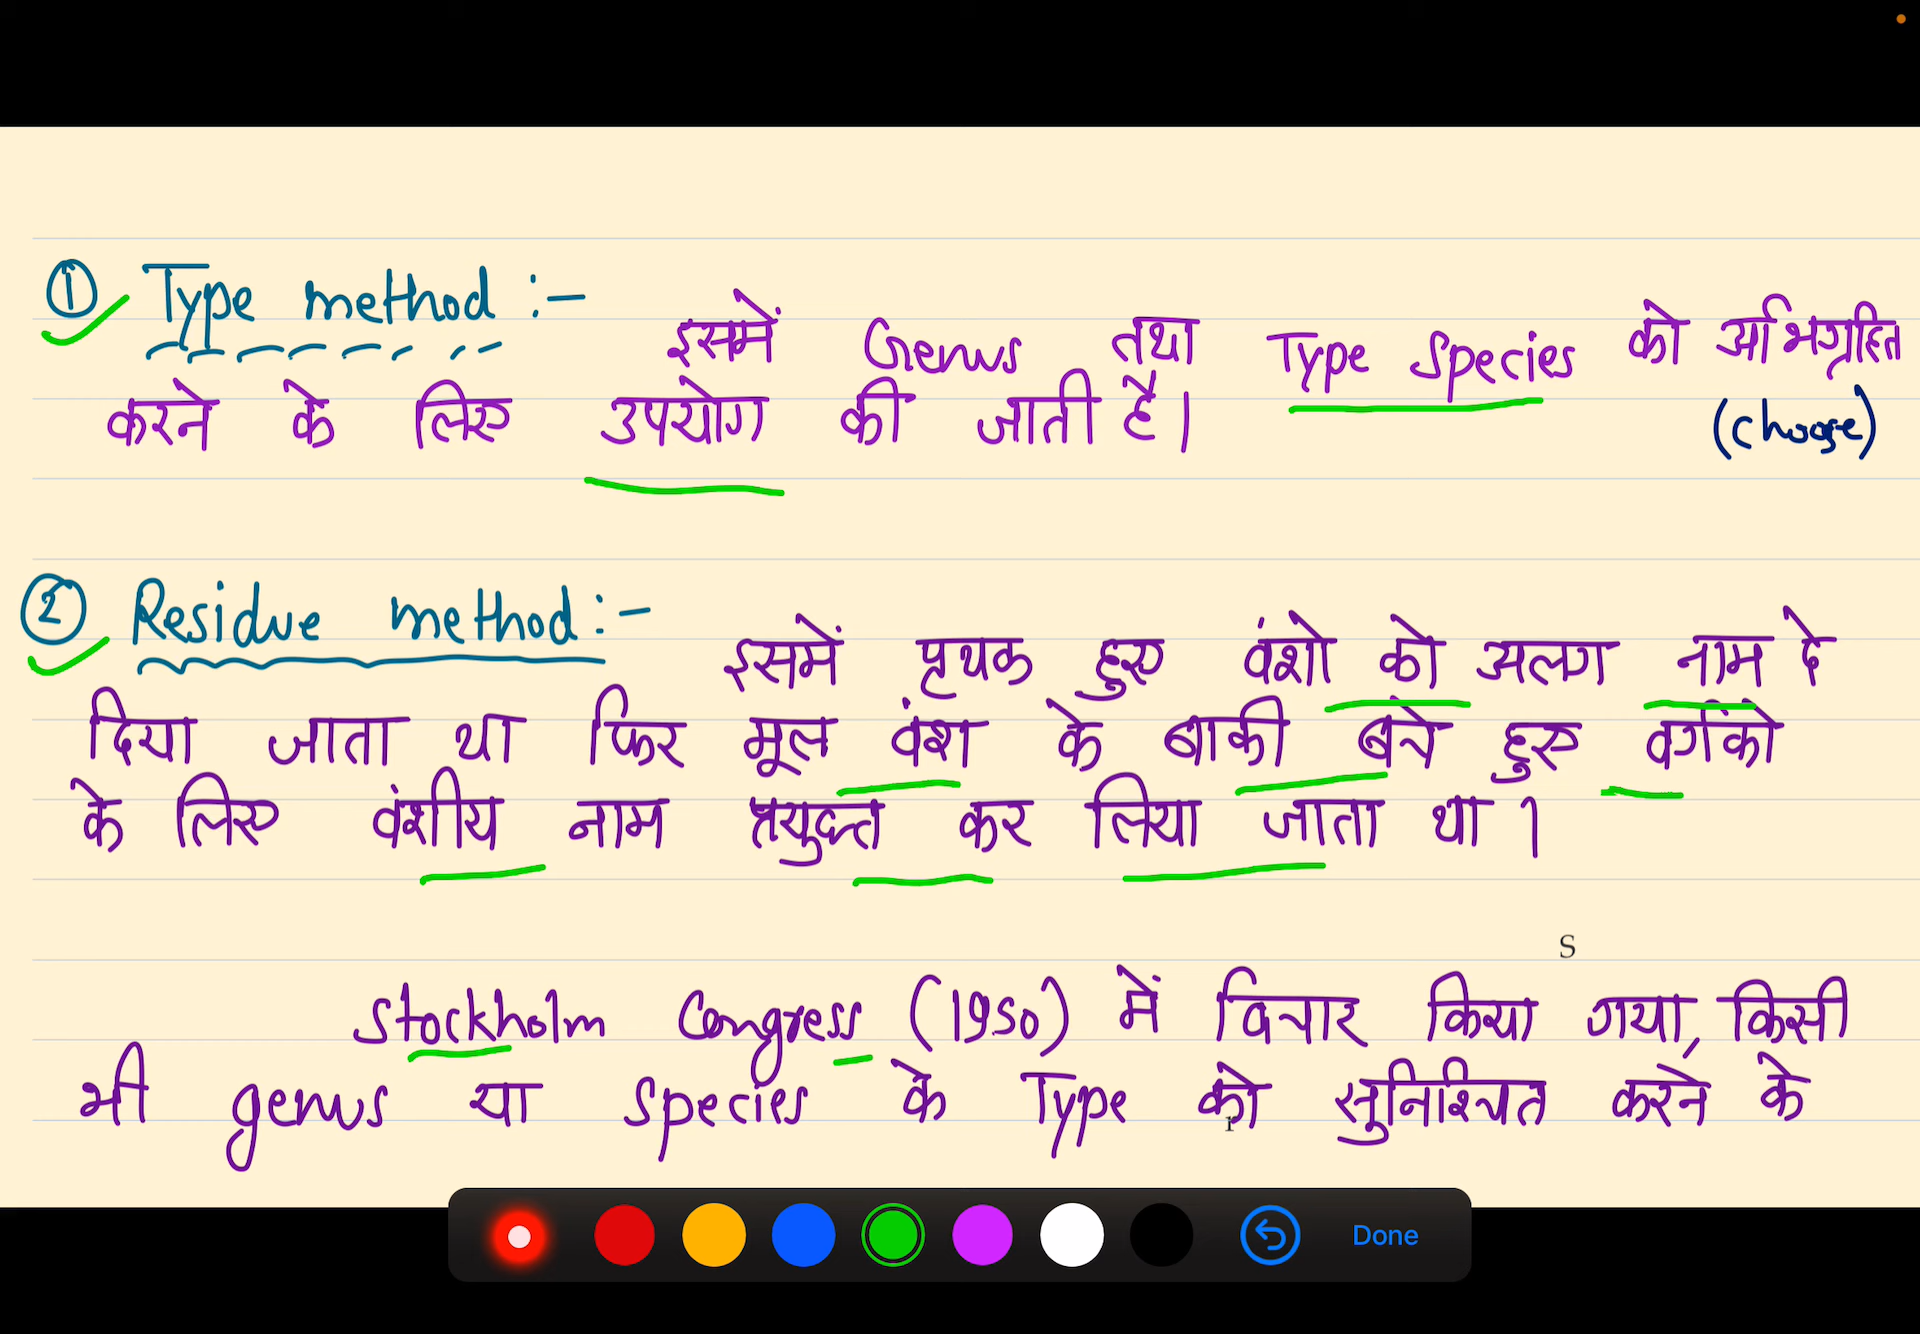 ① Type method :- इसमें Genus तथा Type Species को अभिग्रहित
(choose)
करने के लिए उपयोग की जाती है।
② Residue method :- इसमें पृथक हुए वंशो को अलग नाम दे
दिया जाता था फिर मूल वंश के बाकी बचे हुए वर्गको
के लिए वंशीय नाम प्रयुक्त कर लिया जाता था।
S
Stockholm Congress (1950) में विचार किया गया, किसी
भी genus या Species के Type को सुनिश्चित करने के
r
Done